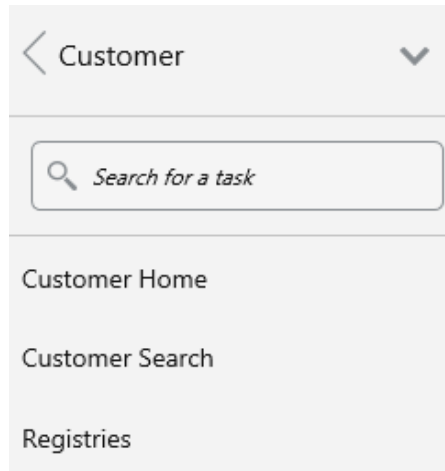 Customer
Search for a task
Customer Home
Customer Search
Registries